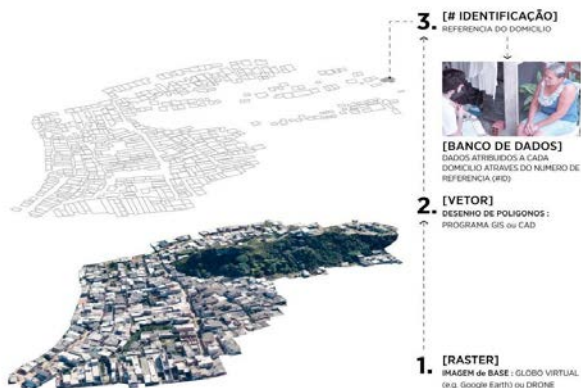 3. [# IDENTIFICAÇÃO]
REFERENCIA DO DOMICILIO
[BANCO DE DADOS]
DADOS ATRIBUIDOS A CADA
DOMICILIO ATRAVES DO NUMERO DE
REFERENCIA (#ID)
2. [VETOR]
DESENHO DE POLIGONOS :
PROGRAMA GIS ou CAD
1. [RASTER]
IMAGEM de BASE : GLOBO VIRTUAL
(e.g. Google Earth) ou DRONE